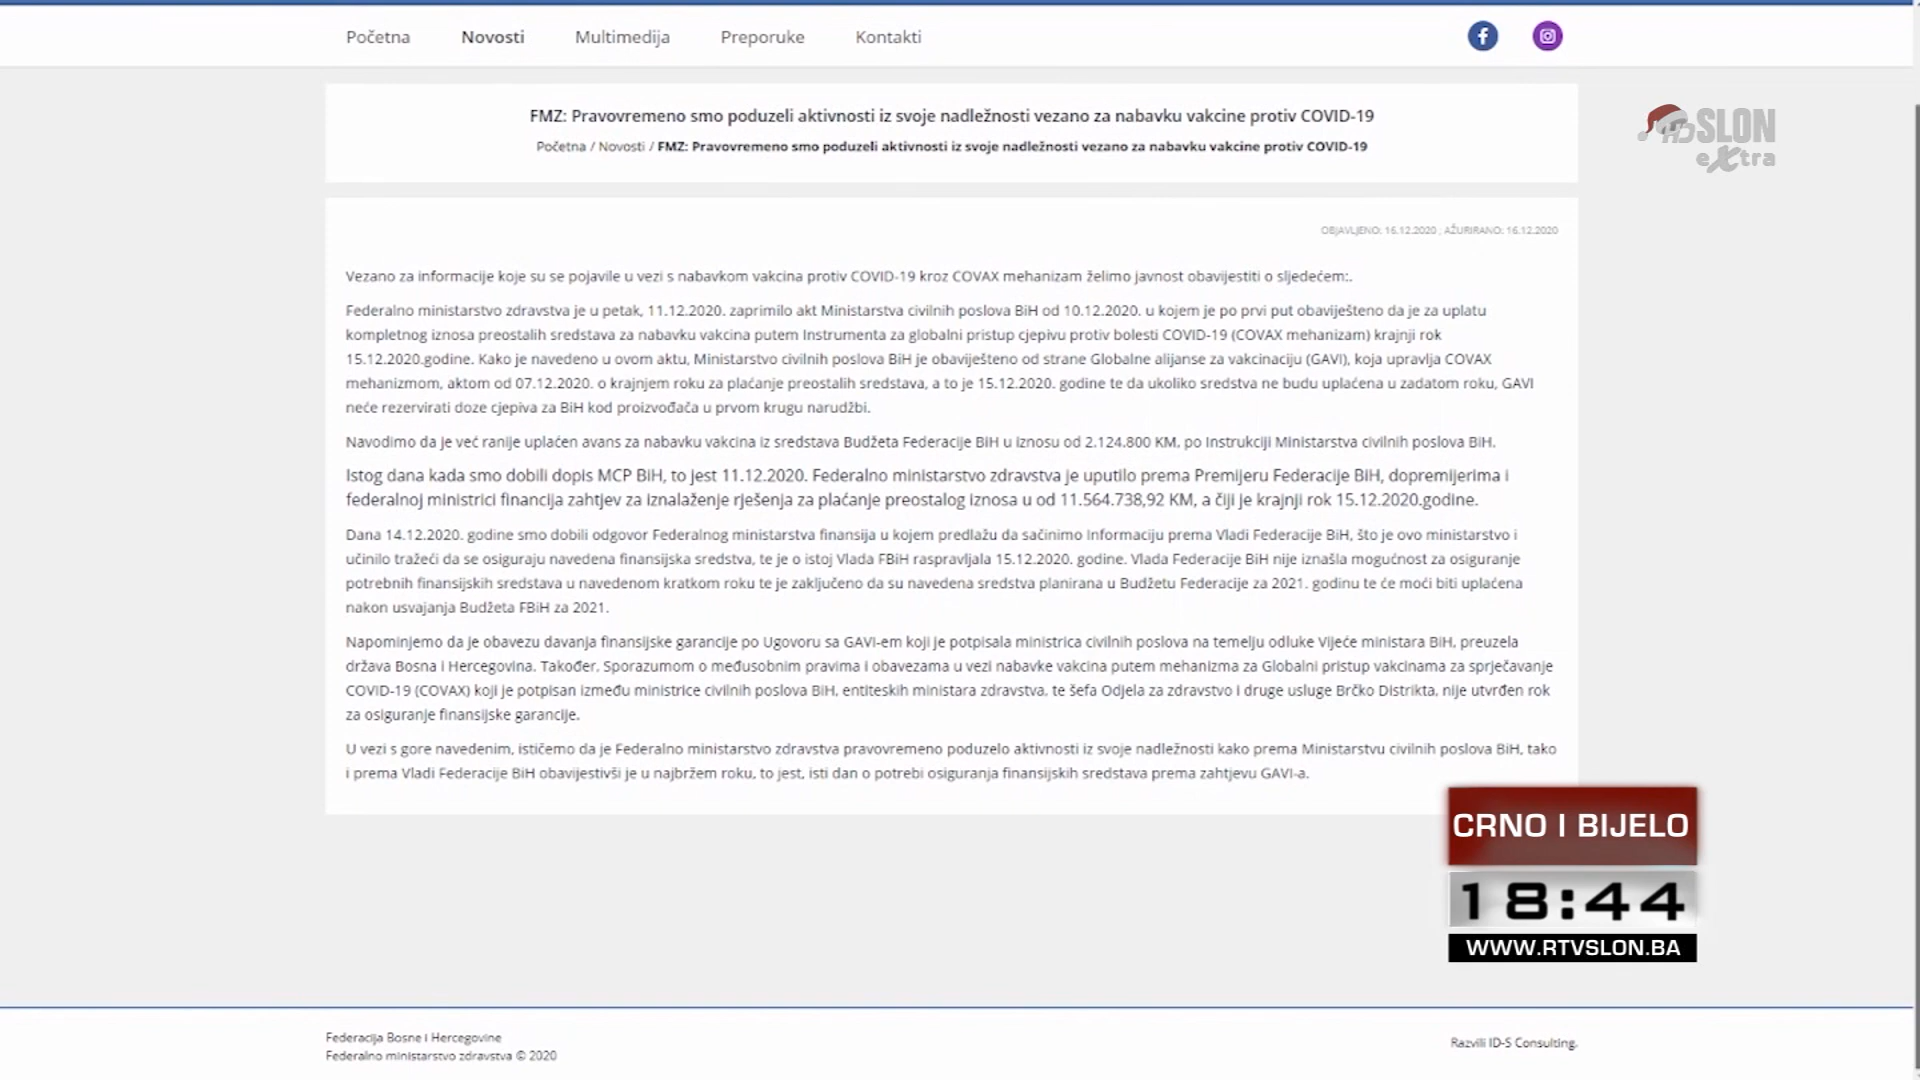 Početna Novosti Multimedija Preporuke Kontakti
HD SLON
eXtra
FMZ: Pravovremeno smo poduzeli aktivnosti iz svoje nadležnosti vezano za nabavku vakcine protiv COVID-19
Početna / Novosti / FMZ: Pravovremeno smo poduzeli aktivnosti iz svoje nadležnosti vezano za nabavku vakcine protiv COVID-19
OBJAVLJENO: 16.12.2020 ; AŽURIRANO: 16.12.2020
Vezano za informacije koje su se pojavile u vezi s nabavkom vakcina protiv COVID-19 kroz COVAX mehanizam želimo javnost obavijestiti o sljedećem:.
Federalno ministarstvo zdravstva je u petak, 11.12.2020. zaprimilo akt Ministarstva civilnih poslova BiH od 10.12.2020. u kojem je po prvi put obaviješteno da je za uplatu
kompletnog iznosa preostalih sredstava za nabavku vakcina putem Instrumenta za globalni pristup cjepivu protiv bolesti COVID-19 (COVAX mehanizam) krajnji rok
15.12.2020.godine. Kako je navedeno u ovom aktu, Ministarstvo civilnih poslova BiH je obaviješteno od strane Globalne alijanse za vakcinaciju (GAVI), koja upravlja COVAX
mehanizmom, aktom od 07.12.2020. o krajnjem roku za plaćanje preostalih sredstava, a to je 15.12.2020. godine te da ukoliko sredstva ne budu uplaćena u zadatom roku, GAVI
neće rezervirati doze cjepiva za BiH kod proizvođača u prvom krugu narudžbi.
Navodimo da je već ranije uplaćen avans za nabavku vakcina iz sredstava Budžeta Federacije BiH u iznosu od 2.124.800 KM, po Instrukciji Ministarstva civilnih poslova BiH.
Istog dana kada smo dobili dopis MCP BiH, to jest 11.12.2020. Federalno ministarstvo zdravstva je uputilo prema Premijeru Federacije BiH, dopremijerima i
federalnoj ministrici financija zahtjev za iznalaženje rješenja za plaćanje preostalog iznosa u od 11.564.738,92 KM, a čiji je krajnji rok 15.12.2020.godine.
Dana 14.12.2020. godine smo dobili odgovor Federalnog ministarstva finansija u kojem predlažu da sačinimo Informaciju prema Vladi Federacije BiH, što je ovo ministarstvo i
učinilo tražeći da se osiguraju navedena finansijska sredstva, te je o istoj Vlada FBiH raspravljala 15.12.2020. godine. Vlada Federacije BiH nije iznašla mogućnost za osiguranje
potrebnih finansijskih sredstava u navedenom kratkom roku te je zaključeno da su navedena sredstva planirana u Budžetu Federacije za 2021. godinu te će moći biti uplaćena
nakon usvajanja Budžeta FBiH za 2021.
Napominjemo da je obavezu davanja finansijske garancije po Ugovoru sa GAVI-em koji je potpisala ministrica civilnih poslova na temelju odluke Vijeće ministara BiH, preuzela
država Bosna i Hercegovina. Također, Sporazumom o međusobnim pravima i obavezama u vezi nabavke vakcina putem mehanizma za Globalni pristup vakcinama za sprječavanje
COVID-19 (COVAX) koji je potpisan između ministrice civilnih poslova BiH, entiteskih ministara zdravstva, te šefa Odjela za zdravstvo i druge usluge Brčko Distrikta, nije utvrđen rok
za osiguranje finansijske garancije.
U vezi s gore navedenim, ističemo da je Federalno ministarstvo zdravstva pravovremeno poduzelo aktivnosti iz svoje nadležnosti kako prema Ministarstvu civilnih poslova BiH, tako
i prema Vladi Federacije BiH obavijestivši je u najbržem roku, to jest, isti dan o potrebi osiguranja finansijskih sredstava prema zahtjevu GAVI-a.
CRNO I BIJELO
18:44
WWW.RTVSLON.BA
Federacija Bosne i Hercegovine
Federalno ministarstvo zdravstva © 2020
Razvili ID-S Consulting.